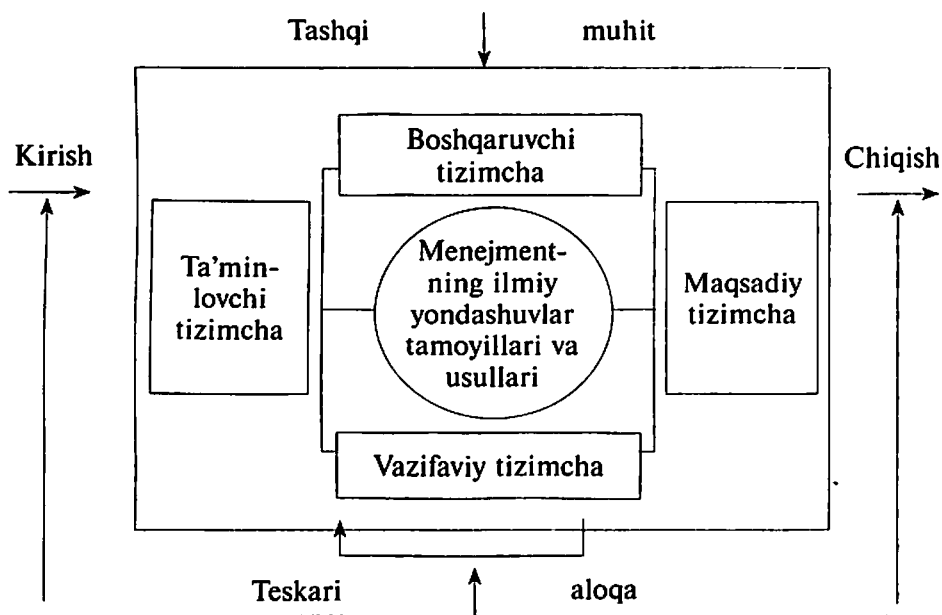 Tashqi muhit
Kirish
Boshqaruvchi
tizimcha
Chiqish
Ta'min-
lovchi
tizimcha
Menejment-
ning ilmiy
yondashuvlar
tamoyillari va
usullari
Maqsadiy
tizimcha
Vazifaviy tizimcha
Teskari aloqa